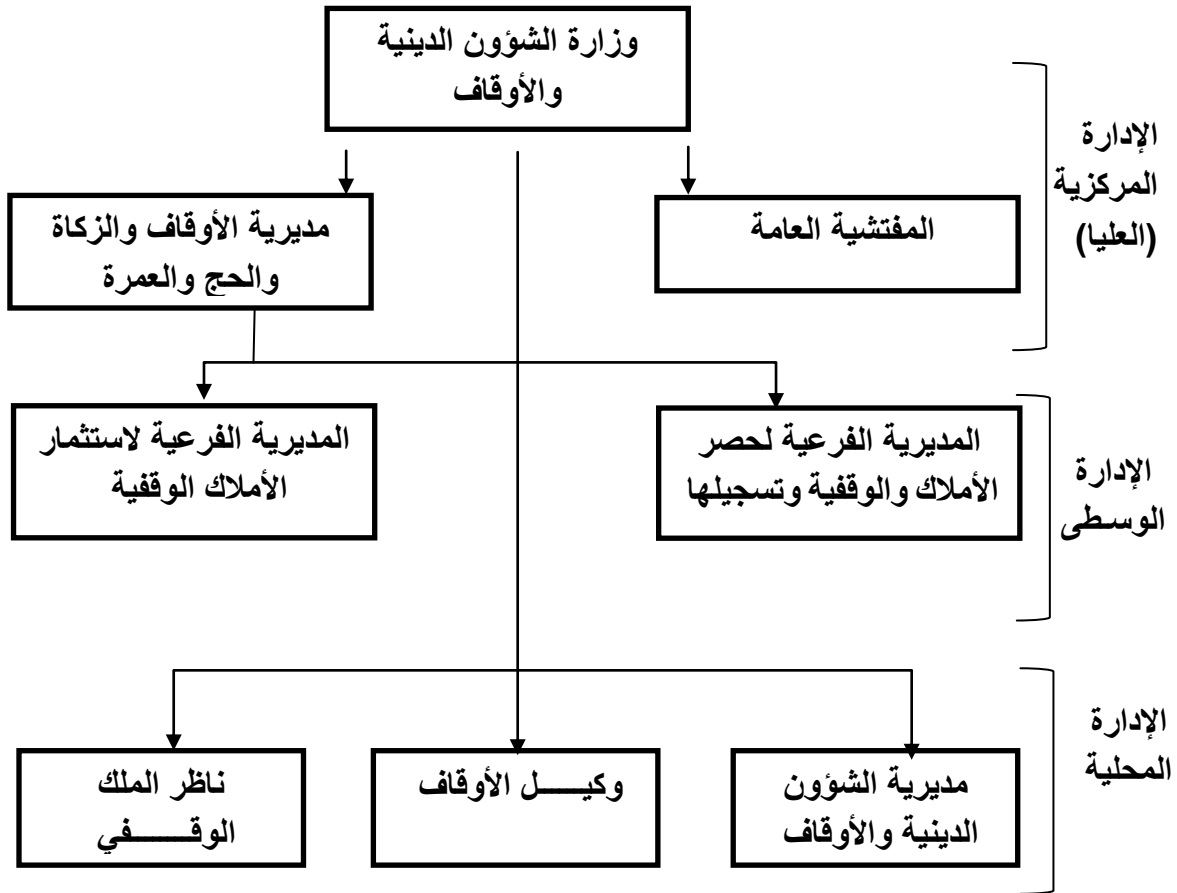 وزارة الشؤون الدينية
والأوقاف
الإدارة
المركزية
(العليا)
المفتشية العامة
مديرية الأوقاف والزكاة
والحج والعمرة
الإدارة
الوسطى
المديرية الفرعية لحصر
الأملاك والوقفية وتسجيلها
المديرية الفرعية لاستثمار
الأملاك الوقفية
الإدارة
المحلية
مديرية الشؤون
الدينية والأوقاف
وكيـــــل الأوقاف
ناظر الملك
الوقـــــــفي